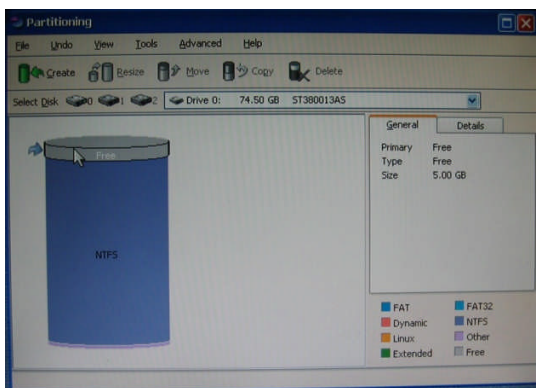 Partitioning
File Undo View Tools Advanced Help
Create Resize Move Copy Delete
Select Disk 0 1 2 Drive 0: 74.50 GB ST380013AS
General Details
Primary Free
Type Free
Size 5.00 GB
Free
NTFS
FAT FAT32
Dynamic NTFS
Linux Other
Extended Free